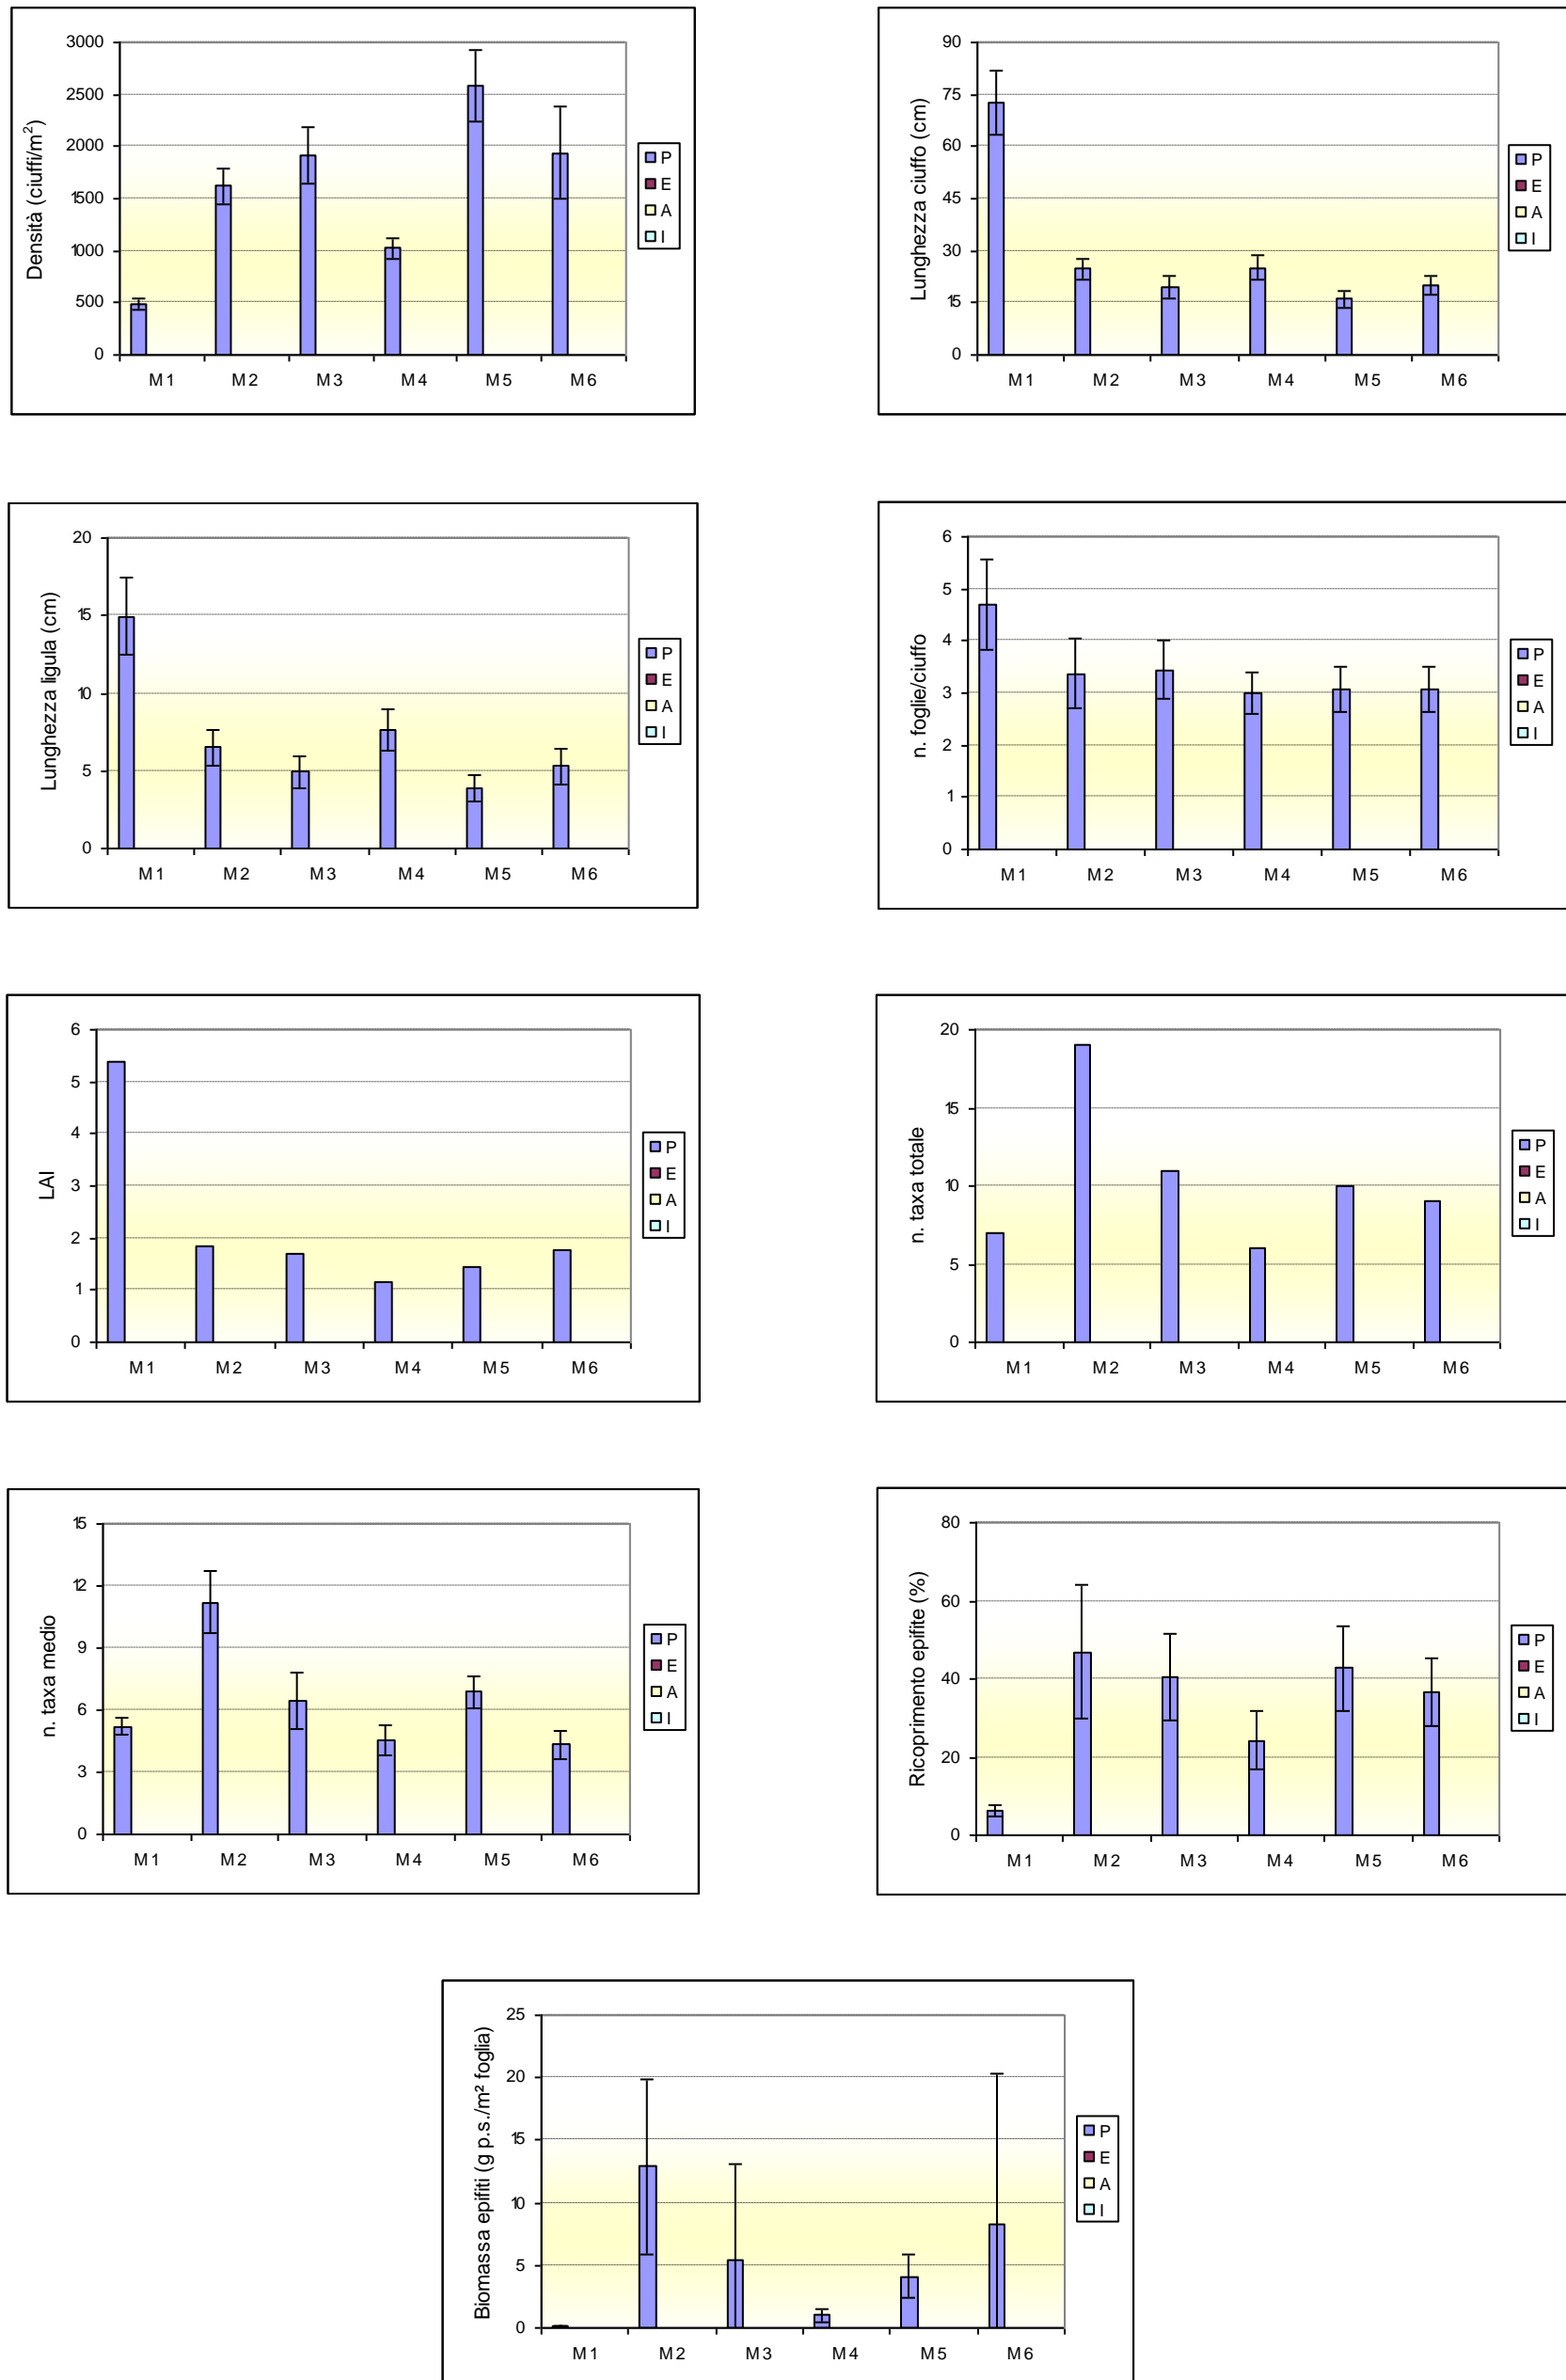 Densità (ciuffi/m²)
3000
2500
2000
1500
1000
500
0
M1 M2 M3 M4 M5 M6
P
E
A
I
Lunghezza ciuffo (cm)
90
75
60
45
30
15
0
M1 M2 M3 M4 M5 M6
P
E
A
I
Lunghezza ligula (cm)
20
15
10
5
0
M1 M2 M3 M4 M5 M6
P
E
A
I
n. foglie/ciuffo
6
5
4
3
2
1
0
M1 M2 M3 M4 M5 M6
P
E
A
I
LAI
6
5
4
3
2
1
0
M1 M2 M3 M4 M5 M6
P
E
A
I
n. taxa totale
20
15
10
5
0
M1 M2 M3 M4 M5 M6
P
E
A
I
n. taxa medio
15
12
9
6
3
0
M1 M2 M3 M4 M5 M6
P
E
A
I
Ricoprimento epifite (%)
80
60
40
20
0
M1 M2 M3 M4 M5 M6
P
E
A
I
Biomassa epifiti (g p.s./m² foglia)
25
20
15
10
5
0
M1 M2 M3 M4 M5 M6
P
E
A
I